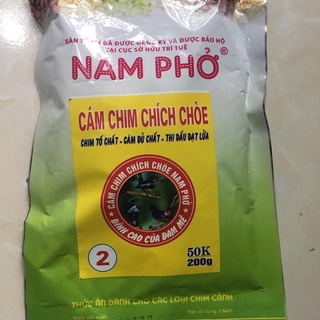 SẢN PHẨM ĐÃ ĐƯỢC ĐĂNG KÝ VÀ ĐƯỢC BẢO HỘ
TẠI CỤC SỞ HỮU TRÍ TUỆ
NAM PHỞ®
CÁM CHIM CHÍCH CHÒE
CHIM TỐ CHẤT - CÁM ĐỦ CHẤT - THI ĐẤU ĐẠT LỬA
CÁM CHIM CHÍCH CHÒE NAM PHỞ
ĐỈNH CAO CỦA ĐAM MÊ
2
50K
200g
THỨC ĂN DÀNH CHO CÁC LOẠI CHIM CẢNH